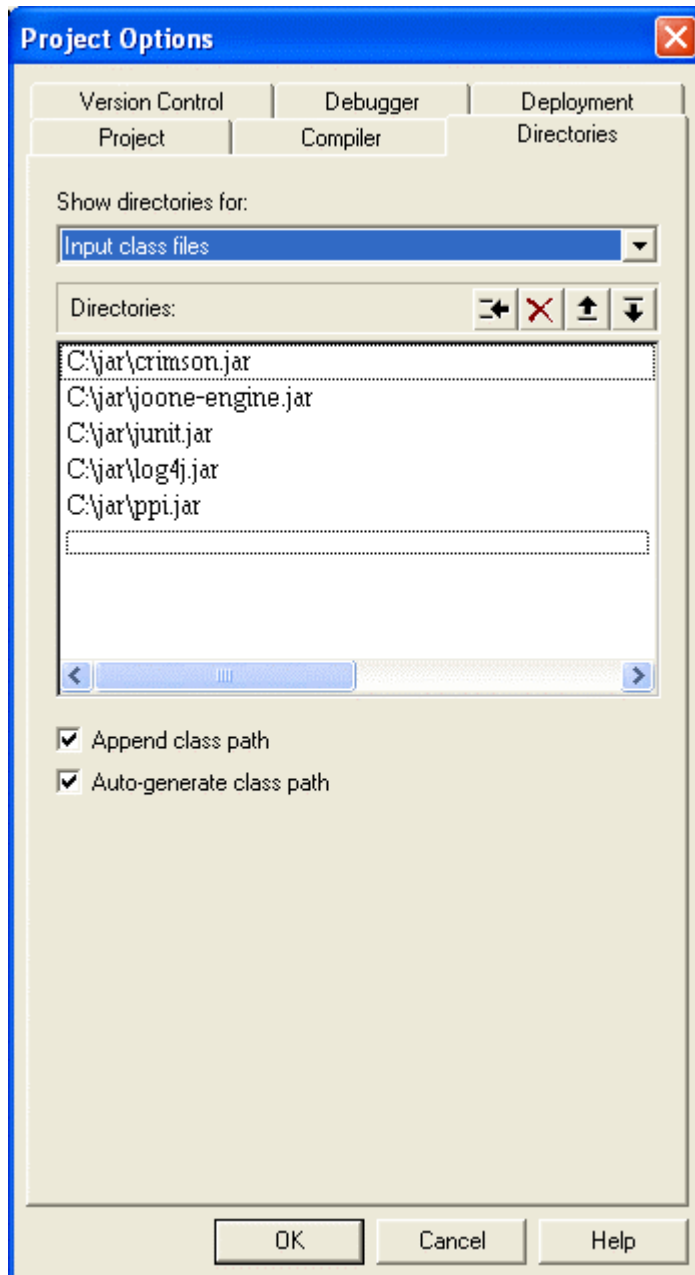 Project Options
Version Control Debugger Deployment
Project Compiler Directories
Show directories for:
Input class files
Directories:
C:\jar\crimson.jar
C:\jar\joone-engine.jar
C:\jar\junit.jar
C:\jar\log4j.jar
C:\jar\ppi.jar
Append class path
Auto-generate class path
OK Cancel Help